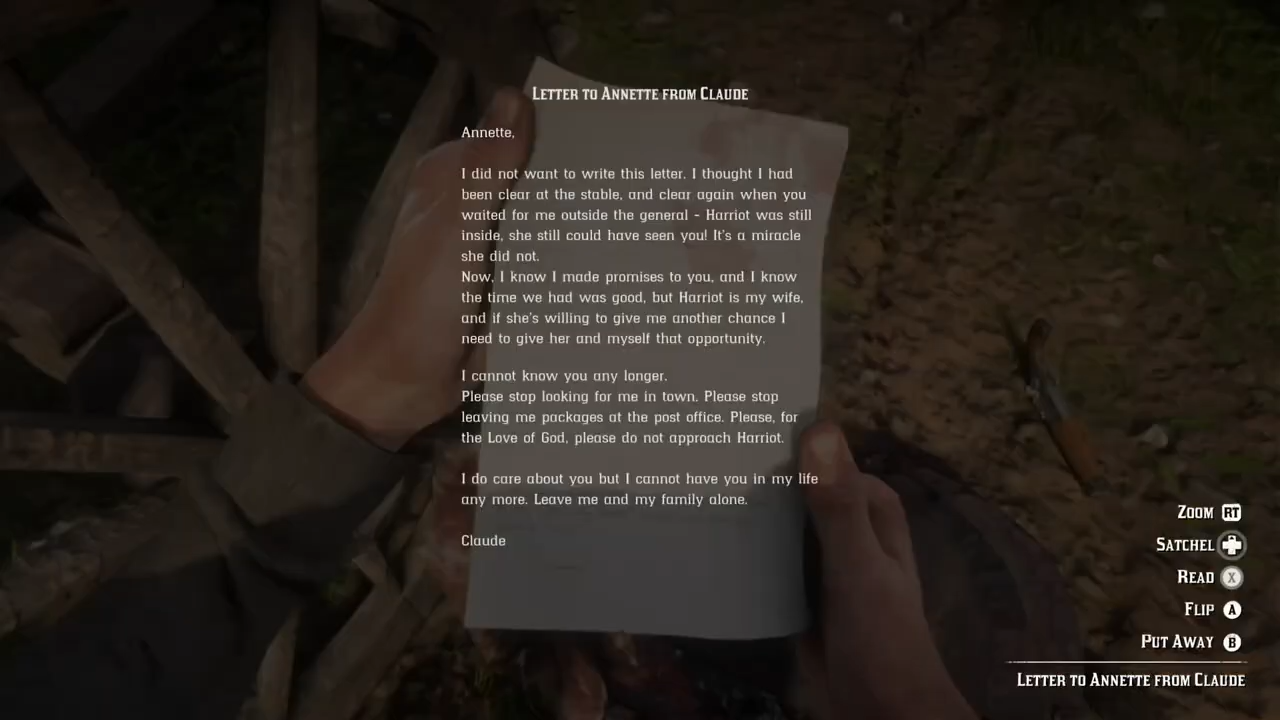 LETTER TO ANNETTE FROM CLAUDE
Annette,
I did not want to write this letter. I thought I had
been clear at the stable, and clear again when you
waited for me outside the general - Harriot was still
inside, she still could have seen you! It's a miracle
she did not.
Now, I know I made promises to you, and I know
the time we had was good, but Harriot is my wife,
and if she's willing to give me another chance I
need to give her and myself that opportunity.
I cannot know you any longer.
Please stop looking for me in town. Please stop
leaving me packages at the post office. Please, for
the Love of God, please do not approach Harriot.
I do care about you but I cannot have you in my life
any more. Leave me and my family alone.
Claude
ZOOM RT
SATCHEL
READ X
FLIP A
PUT AWAY B
LETTER TO ANNETTE FROM CLAUDE